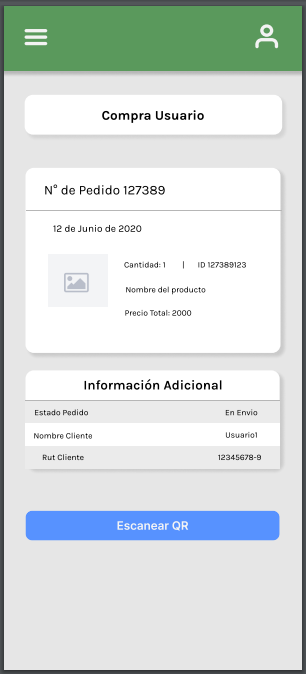 Compra Usuario
N° de Pedido 127389
12 de Junio de 2020
Cantidad: 1 | ID 127389123
Nombre del producto
Precio Total: 2000
Información Adicional
Estado Pedido En Envio
Nombre Cliente Usuario1
Rut Cliente 12345678-9
Escanear QR